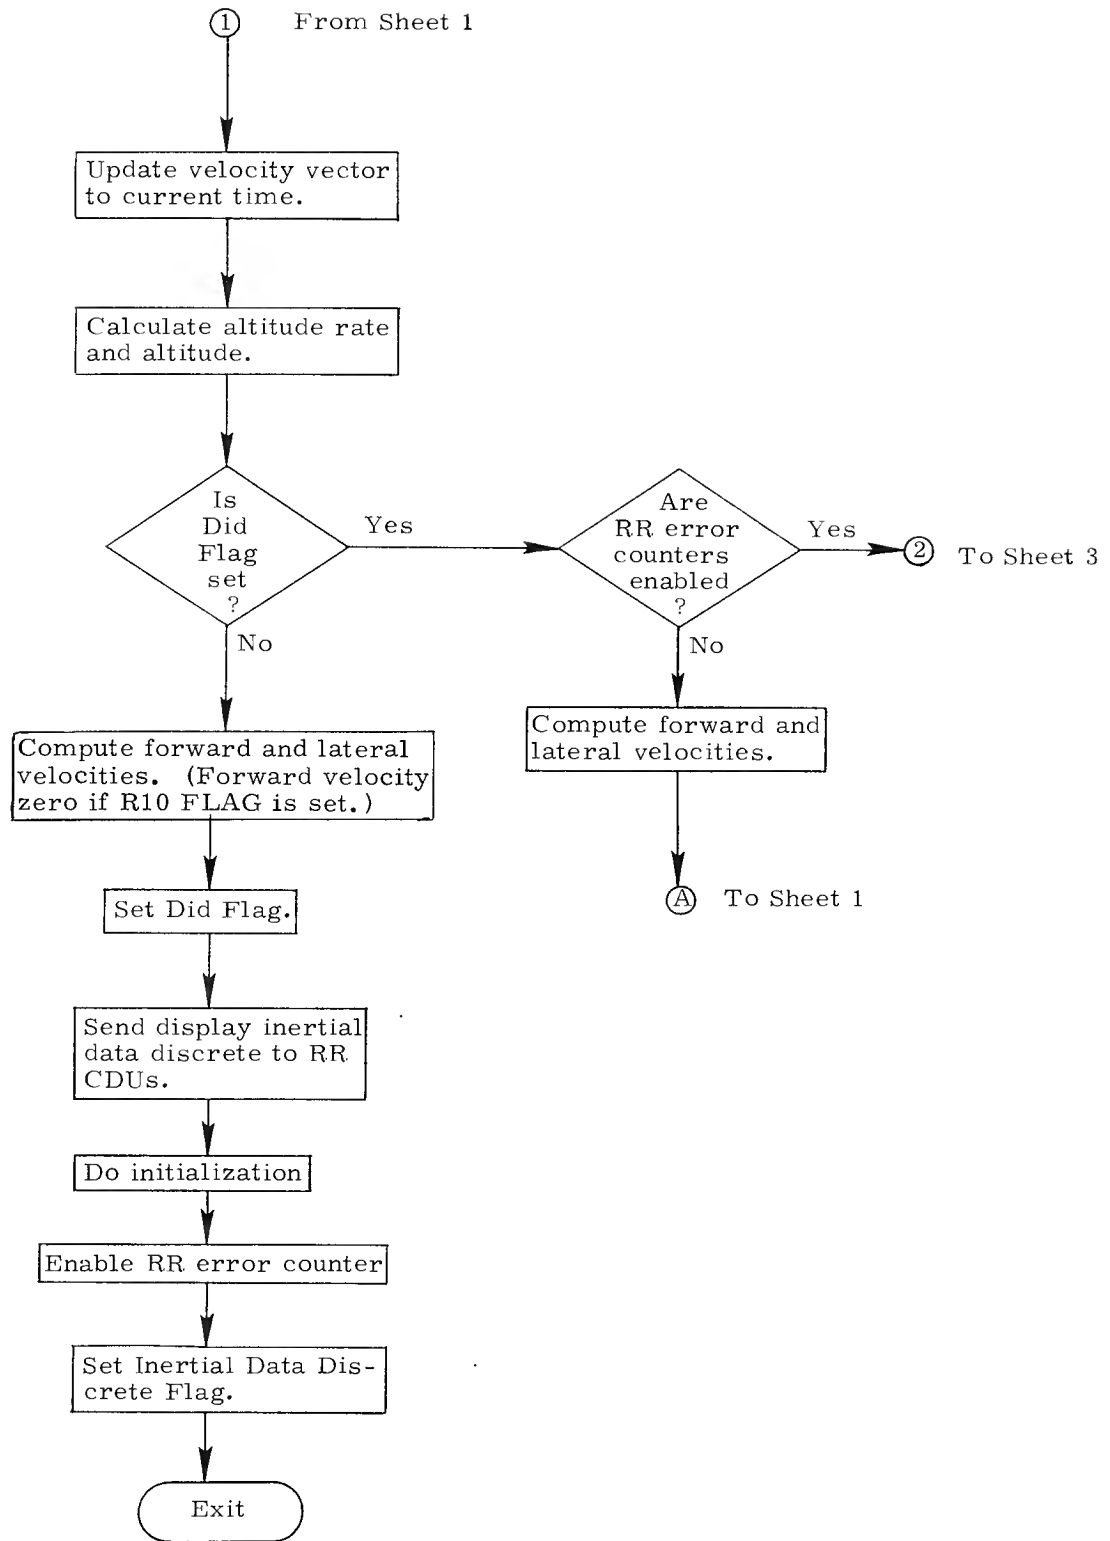 1 From Sheet 1
Update velocity vector
to current time.
Calculate altitude rate
and altitude.
Is
Did
Flag
set
?
Yes
No
Are
RR error
counters
enabled
?
Yes
2 To Sheet 3
No
Compute forward and lateral
velocities. (Forward velocity
zero if R10 FLAG is set.)
Compute forward and
lateral velocities.
A To Sheet 1
Set Did Flag.
Send display inertial
data discrete to RR
CDUs.
Do initialization
Enable RR error counter
Set Inertial Data Dis-
crete Flag.
Exit